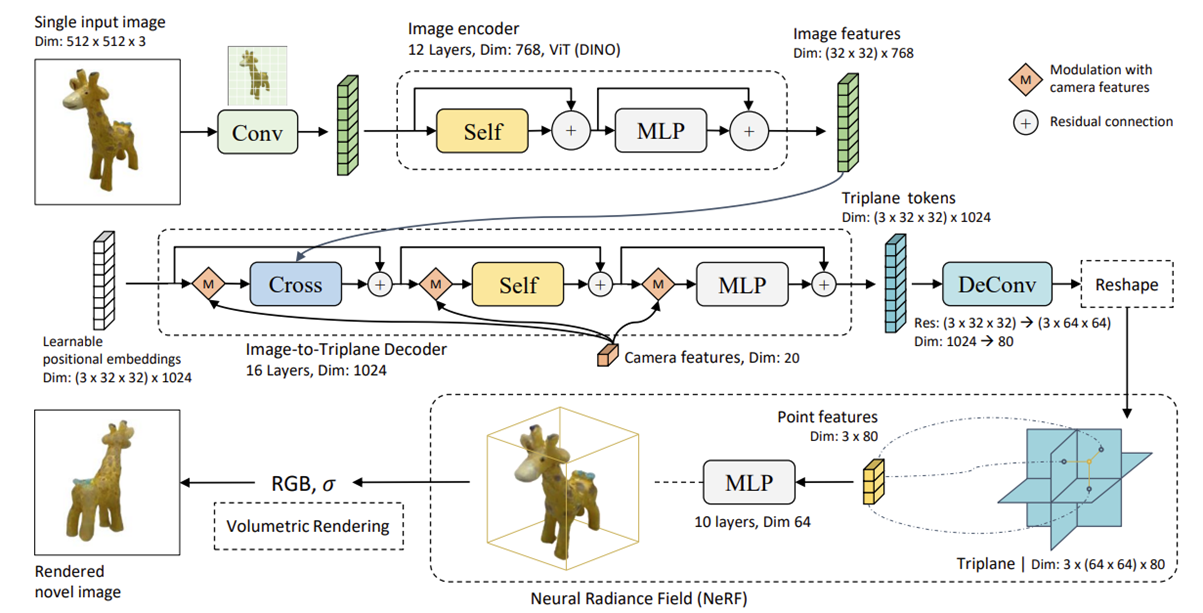 Single input image
Dim: 512 x 512 x 3
Conv
Image encoder
12 Layers, Dim: 768, ViT (DINO)
Self
+
MLP
+
Image features
Dim: (32 x 32) x 768
M
Modulation with
camera features
+
Residual connection
Learnable
positional embeddings
Dim: (3 x 32 x 32) x 1024
M
Cross
+
M
Self
+
M
MLP
+
Image-to-Triplane Decoder
16 Layers, Dim: 1024
Camera features, Dim: 20
Triplane tokens
Dim: (3 x 32 x 32) x 1024
DeConv
Res: (3 x 32 x 32) → (3 x 64 x 64)
Dim: 1024 → 80
Reshape
Point features
Dim: 3 x 80
Triplane | Dim: 3 x (64 x 64) x 80
MLP
10 layers, Dim 64
RGB, σ
Volumetric Rendering
Rendered
novel image
Neural Radiance Field (NeRF)